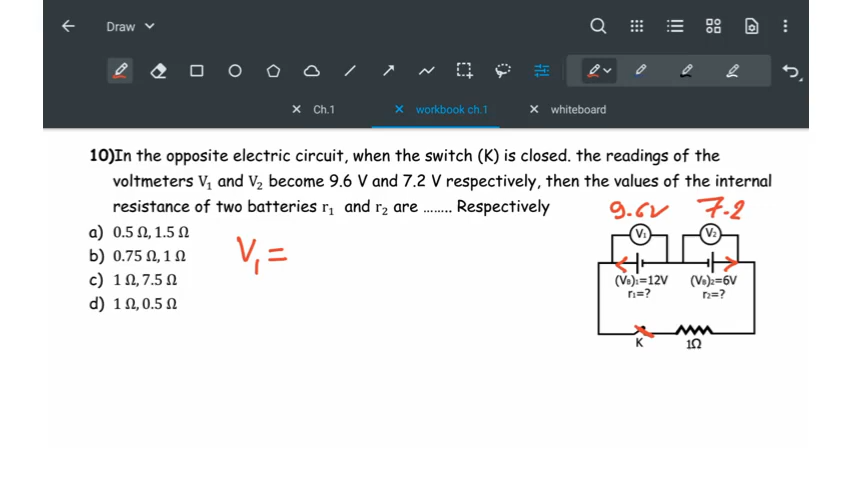 Draw
Ch.1
workbook ch.1
whiteboard
10)In the opposite electric circuit, when the switch (K) is closed. the readings of the
voltmeters V₁ and V₂ become 9.6 V and 7.2 V respectively, then the values of the internal
resistance of two batteries r₁ and r₂ are …….. Respectively
9.6V 7.2
a) 0.5 Ω, 1.5 Ω
b) 0.75 Ω, 1 Ω
c) 1 Ω, 7.5 Ω
d) 1 Ω, 0.5 Ω
V₁ =
V₁ V₂
(VB)₁=12V (VB)₂=6V
r₁=? r₂=?
K 1Ω